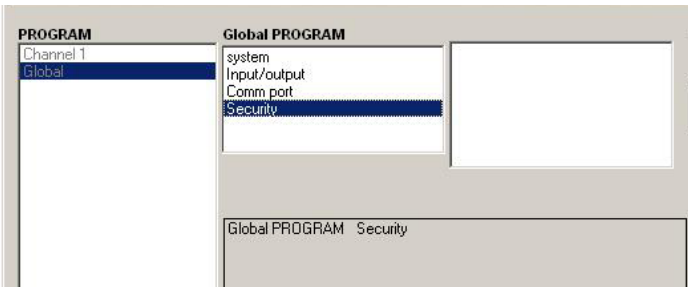 PROGRAM
Channel 1
Global
Global PROGRAM
system
Input/output
Comm port
Security
Global PROGRAM Security